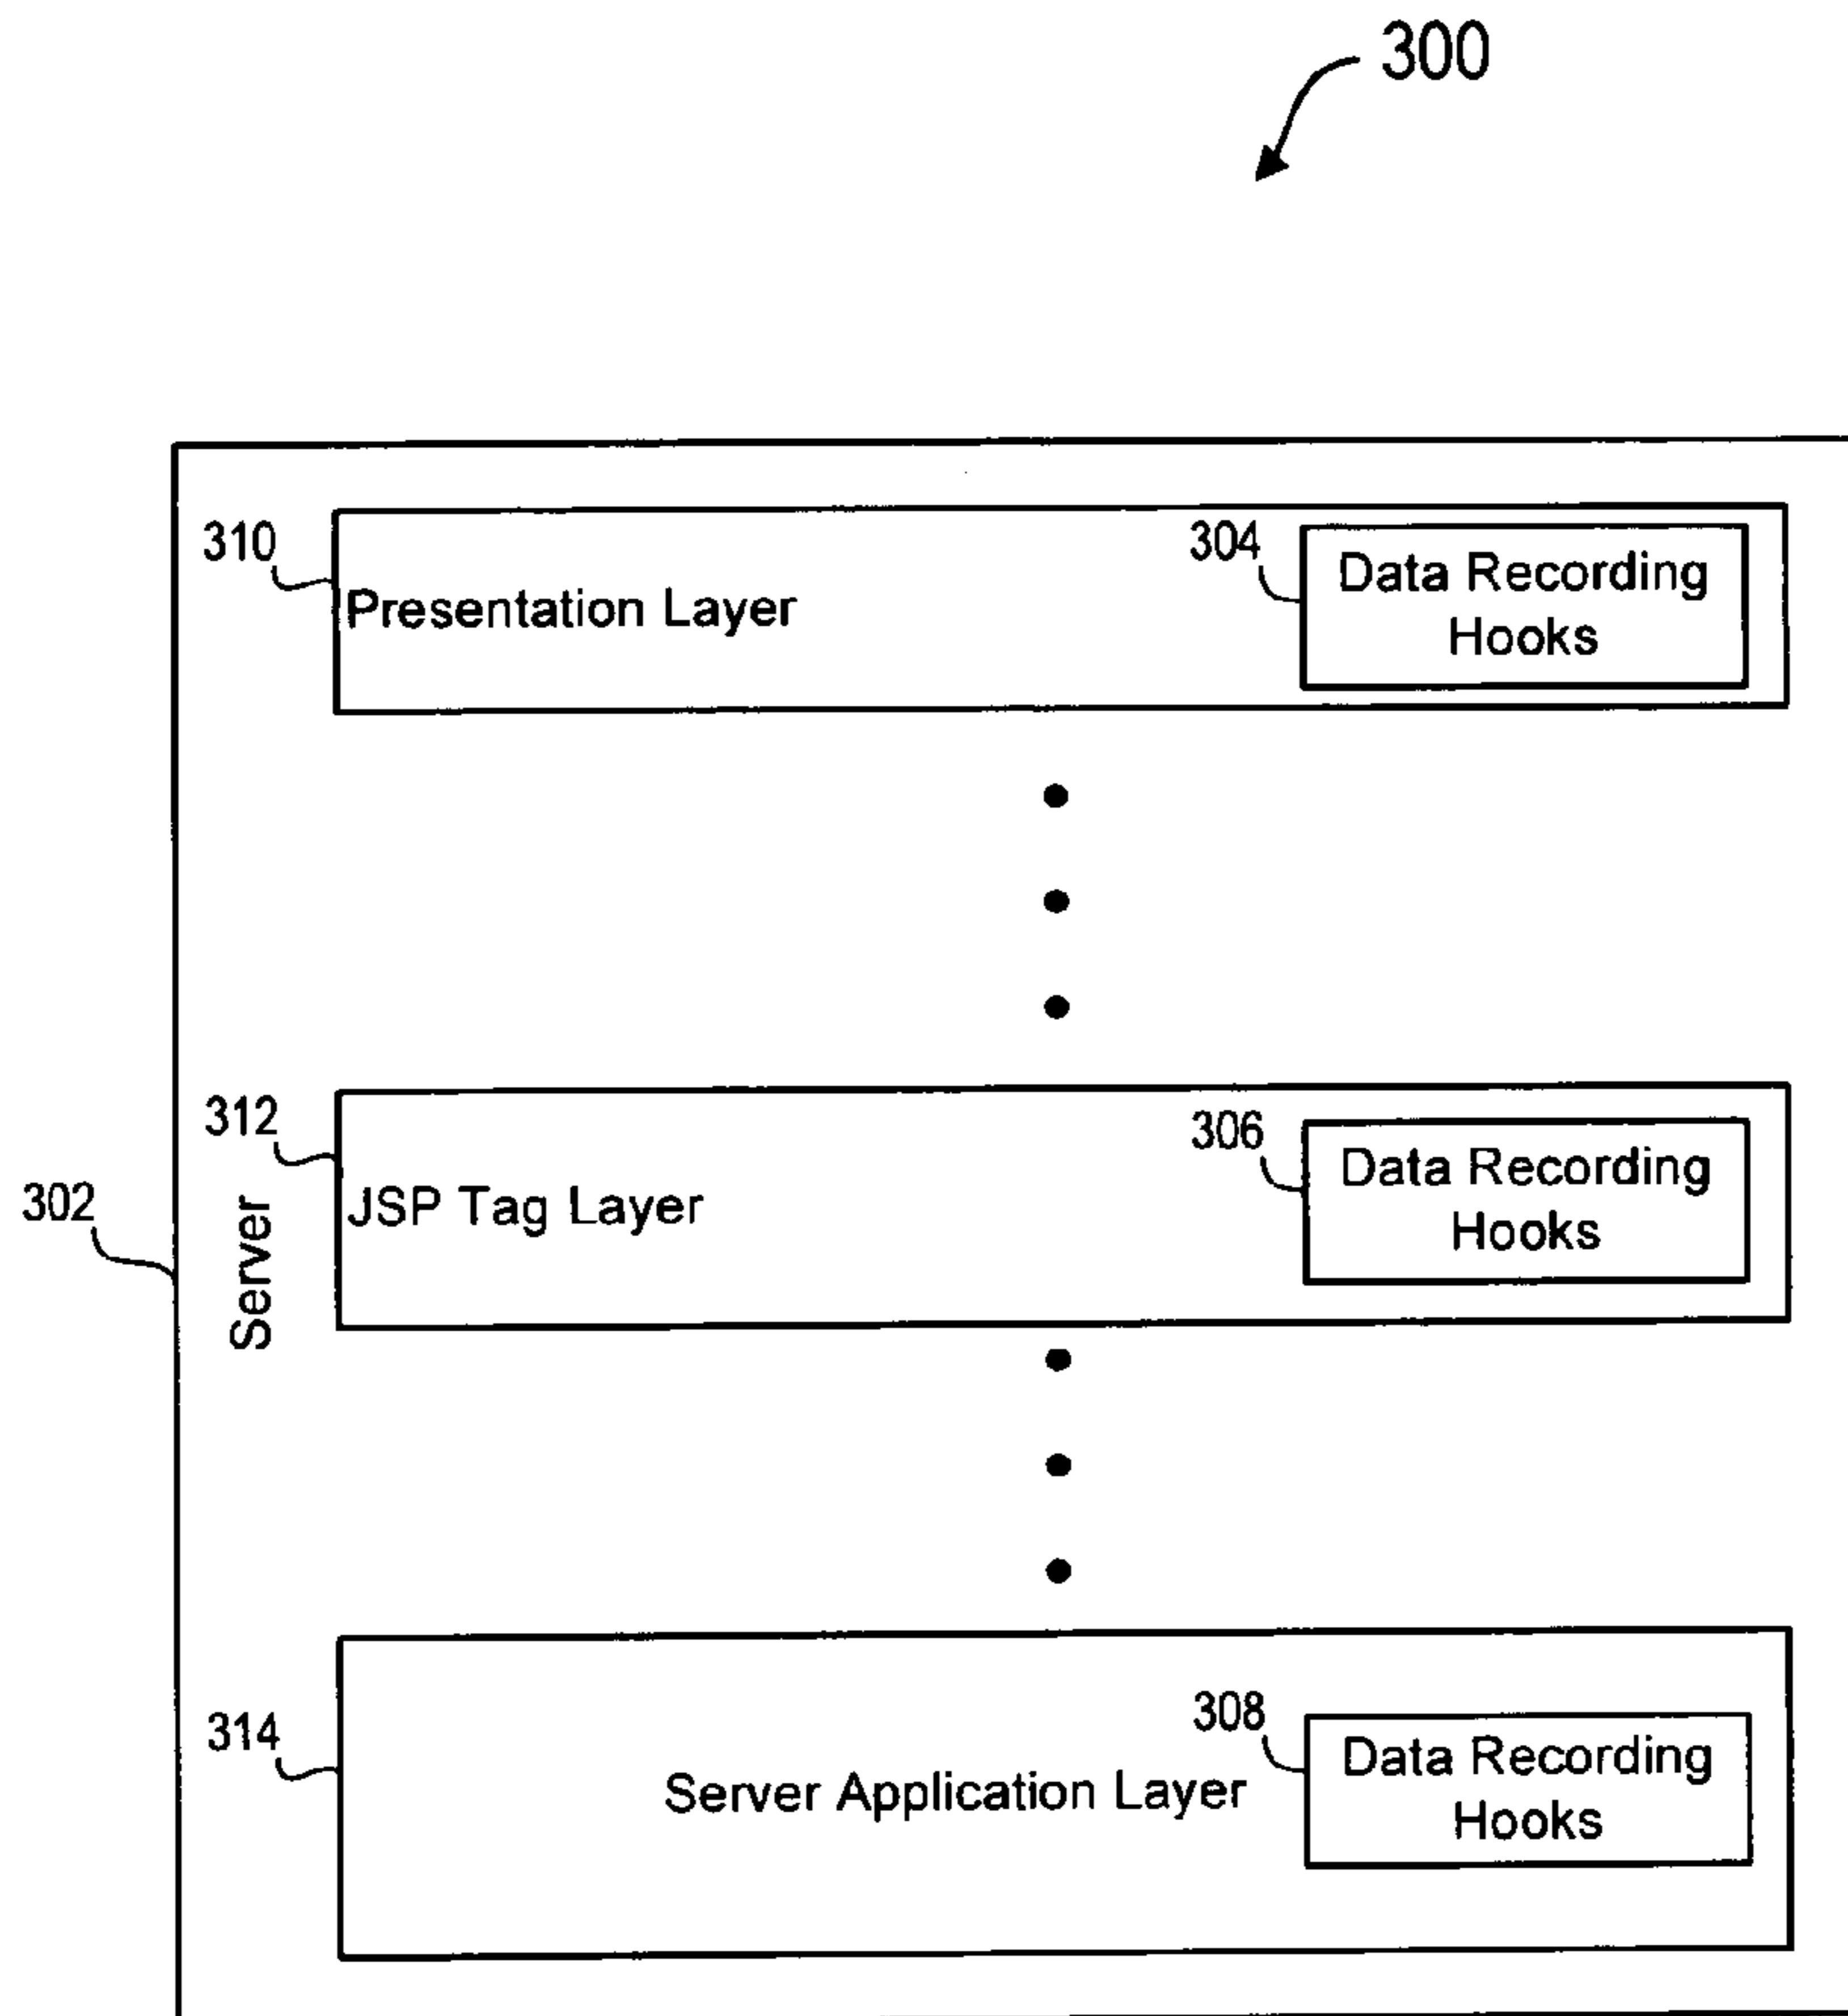 300
310
304
Data Recording
Hooks
Presentation Layer
312
306
Data Recording
Hooks
JSP Tag Layer
302
Server
314
308
Data Recording
Hooks
Server Application Layer